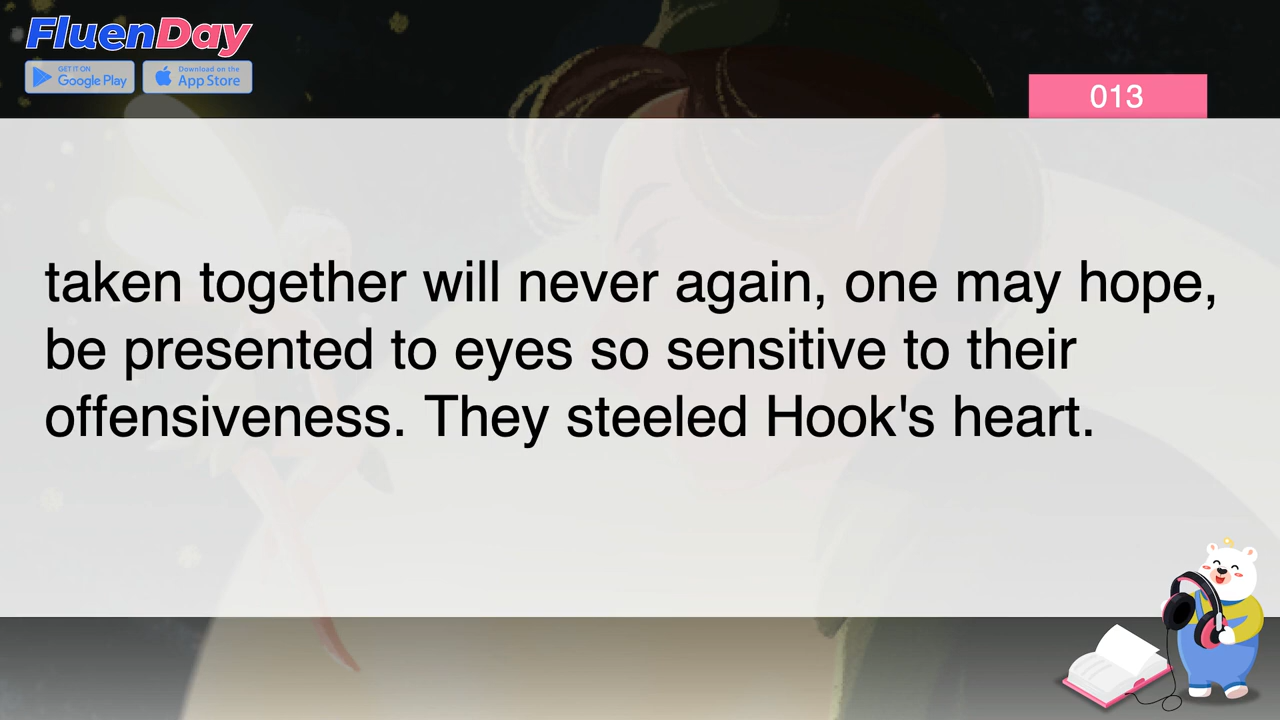 FluenDay
GET IT ON
Google Play
Download on the
App Store
013
taken together will never again, one may hope,
be presented to eyes so sensitive to their
offensiveness. They steeled Hook's heart.